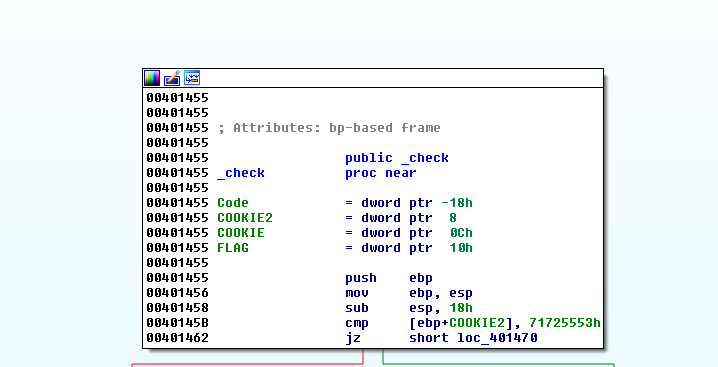 00401455
00401455
00401455 ; Attributes: bp-based frame
00401455
00401455 public _check
00401455 _check proc near
00401455
00401455 Code = dword ptr -18h
00401455 COOKIE2 = dword ptr 8
00401455 COOKIE = dword ptr 0Ch
00401455 FLAG = dword ptr 10h
00401455
00401455 push ebp
00401456 mov ebp, esp
00401458 sub esp, 18h
0040145B cmp [ebp+COOKIE2], 71725553h
00401462 jz short loc_401470